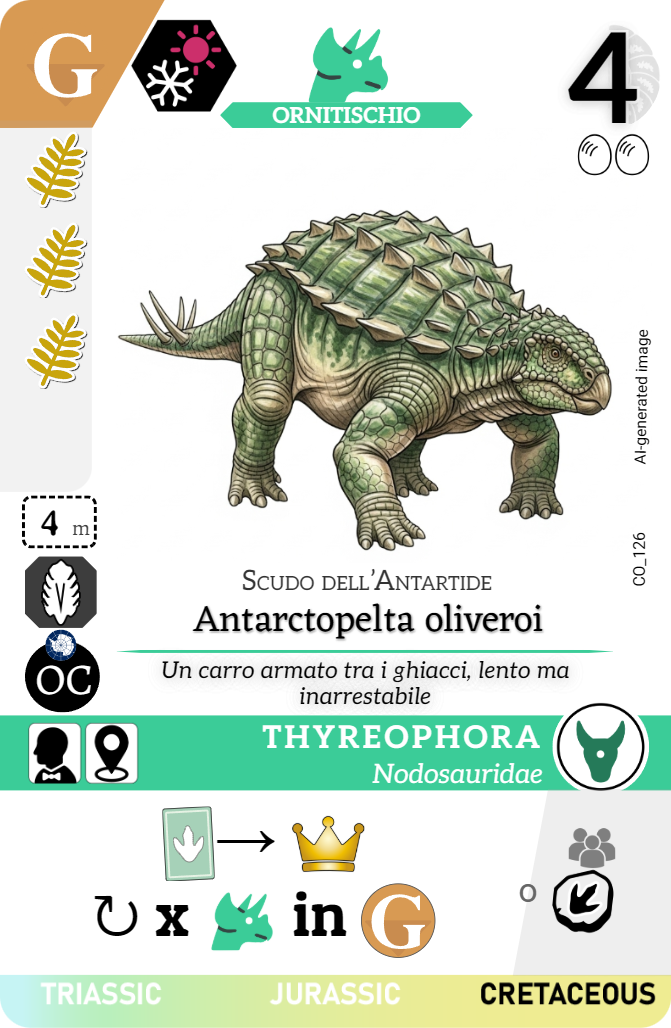 G
4
ORNITISCHIO
AI-generated image
4 m
CO_126
SCUDO DELL'ANTARTIDE
Antarctopelta oliveroi
OC
Un carro armato tra i ghiacci, lento ma
inarrestabile
THYREOPHORA
Nodosauridae
x in G
O
TRIASSIC JURASSIC CRETACEOUS